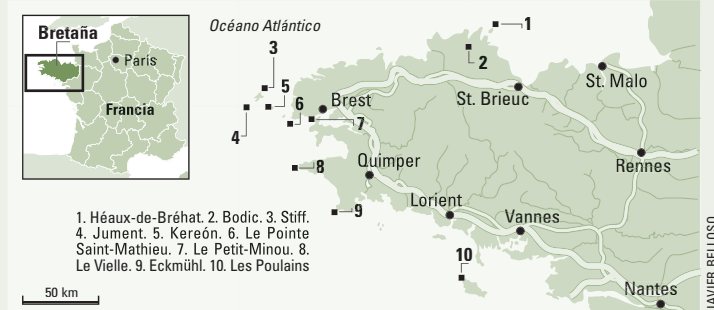 Bretaña
Paris
Francia
Océano Atlántico
1
2
3
4
5
6
7
8
9
10
Brest
St. Brieuc
St. Malo
Rennes
Quimper
Lorient
Vannes
Nantes
1. Héaux-de-Bréhat. 2. Bodic. 3. Stiff.
4. Jument. 5. Kereón. 6. Le Pointe
Saint-Mathieu. 7. Le Petit-Minou. 8.
Le Vielle. 9. Eckmühl. 10. Les Poulains
50 km
JAVIER BELLOSO